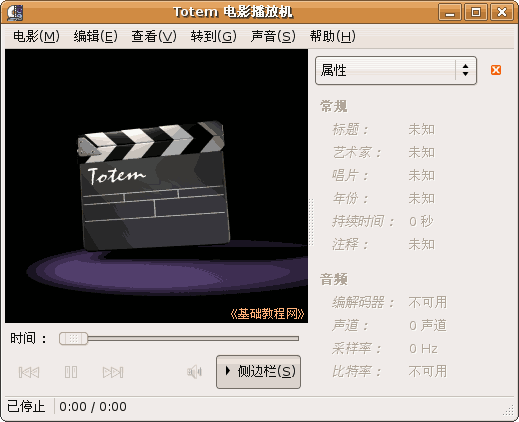 Totem 电影播放机
电影(M) 编辑(E) 查看(V) 转到(G) 声音(S) 帮助(H)
Totem
《基础教程网》
属性
常规
标题： 未知
艺术家： 未知
唱片： 未知
年份： 未知
持续时间： 0 秒
注释： 未知
音频
编解码器： 不可用
声道： 0 声道
采样率： 0 Hz
比特率： 不可用
时间：
侧边栏(S)
已停止 0:00 / 0:00